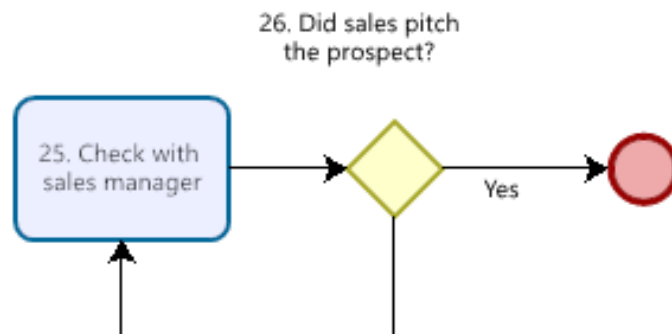 26. Did sales pitch
the prospect?
25. Check with
sales manager
Yes